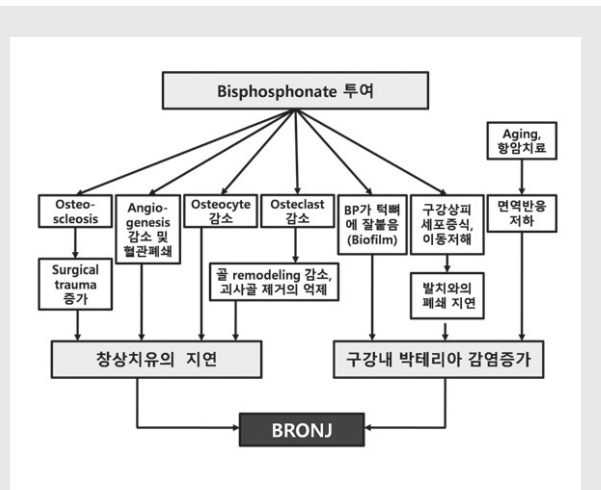 Bisphosphonate 투여
Aging,
항암치료
Osteo-
scleosis
Angio-
genesis
감소 및
혈관폐쇄
Osteocyte
감소
Osteoclast
감소
BP가 턱뼈
에 잘붙음
(Biofilm)
구강상피
세포증식,
이동저해
면역반응
저하
Surgical
trauma
증가
골 remodeling 감소,
괴사골 제거의 억제
발치와의
폐쇄 지연
창상치유의 지연
구강내 박테리아 감염증가
BRONJ